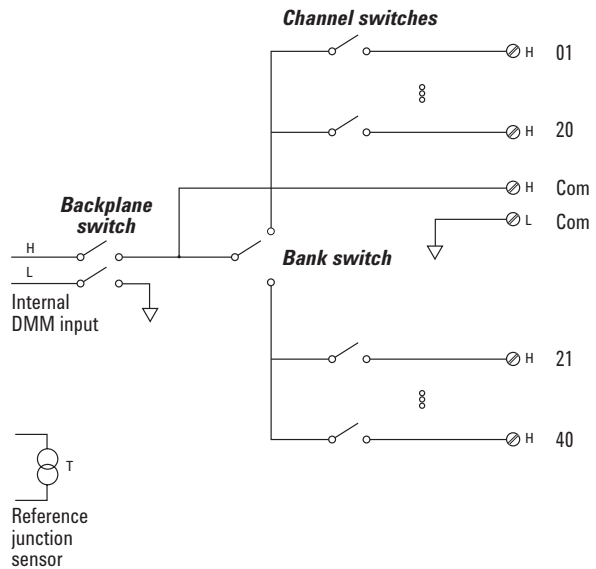 Channel switches
H 01
H 20
H Com
L Com
Backplane
switch
Bank switch
H
L
Internal
DMM input
H 21
H 40
T
Reference
junction
sensor